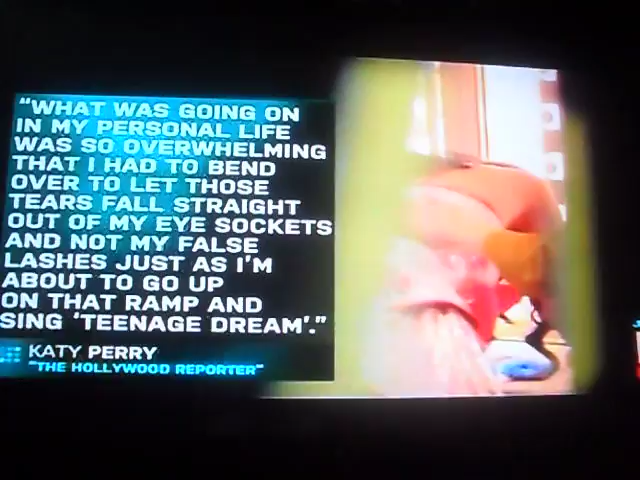 "WHAT WAS GOING ON
IN MY PERSONAL LIFE
WAS SO OVERWHELMING
THAT I HAD TO BEND
OVER TO LET THOSE
TEARS FALL STRAIGHT
OUT OF MY EYE SOCKETS
AND NOT MY FALSE
LASHES JUST AS I'M
ABOUT TO GO UP
ON THAT RAMP AND
SING 'TEENAGE DREAM'."
KATY PERRY
"THE HOLLYWOOD REPORTER"